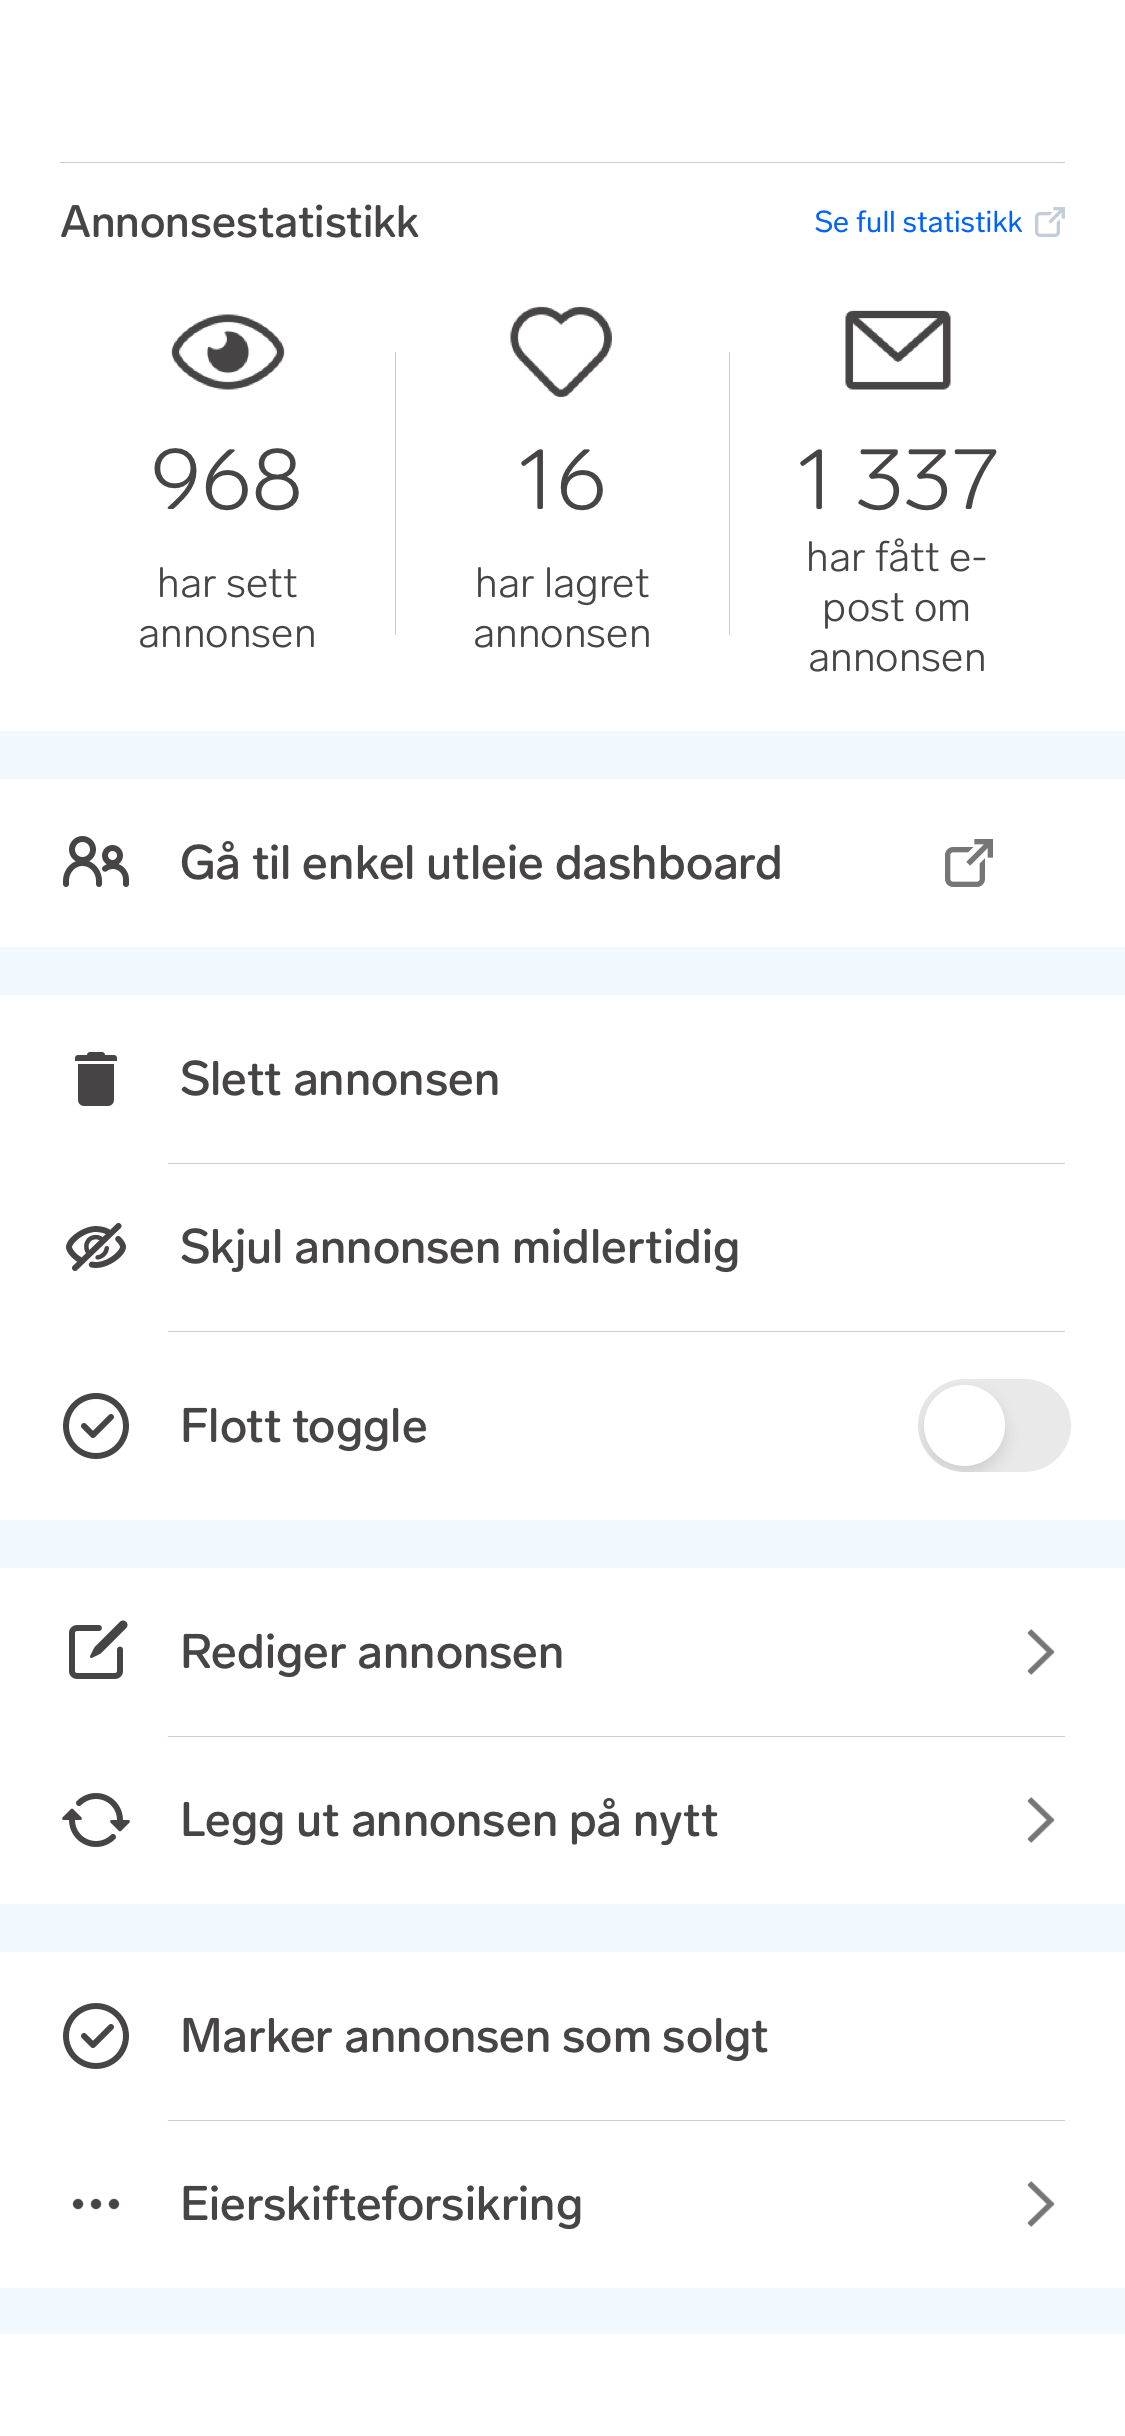 Annonsestatistikk
Se full statistikk
968
har sett
annonsen
16
har lagret
annonsen
1 337
har fått e-
post om
annonsen
Gå til enkel utleie dashboard
Slett annonsen
Skjul annonsen midlertidig
Flott toggle
Rediger annonsen
Legg ut annonsen på nytt
Marker annonsen som solgt
Eierskifteforsikring